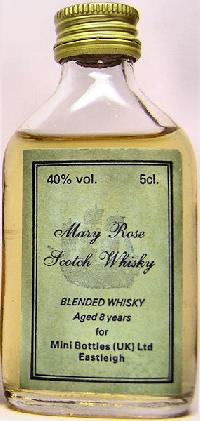 40% vol. 5cl.
Mary Rose
Scotch Whisky
BLENDED WHISKY
Aged 8 years
for
Mini Bottles (UK) Ltd
Eastleigh